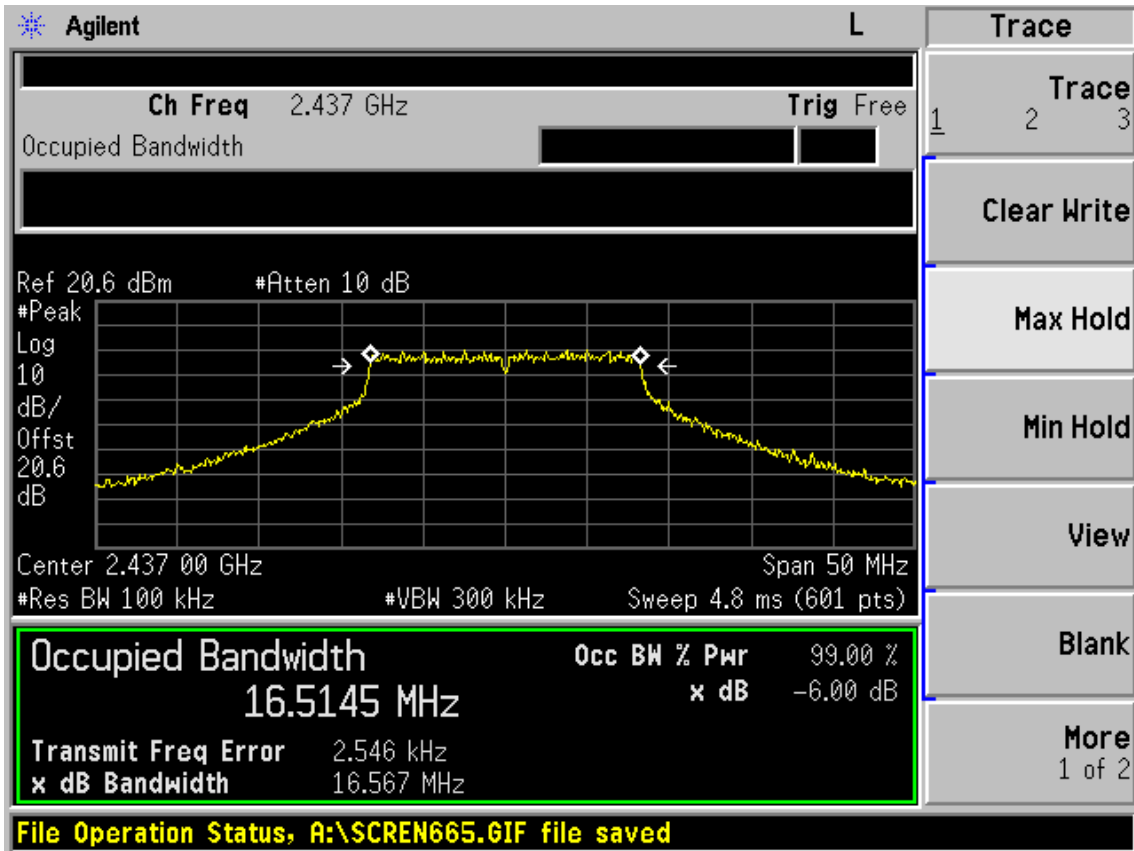 Agilent L
Ch Freq 2.437 GHz Trig Free
Occupied Bandwidth
Ref 20.6 dBm #Atten 10 dB
#Peak
Log
10
dB/
Offst
20.6
dB
Center 2.437 00 GHz Span 50 MHz
#Res BW 100 kHz #VBW 300 kHz Sweep 4.8 ms (601 pts)
Occupied Bandwidth
16.5145 MHz
Occ BW % Pwr 99.00 %
x dB -6.00 dB
Transmit Freq Error 2.546 kHz
x dB Bandwidth 16.567 MHz
File Operation Status, A:\SCREN665.GIF file saved
Trace
Trace
1 2 3
Clear Write
Max Hold
Min Hold
View
Blank
More
1 of 2